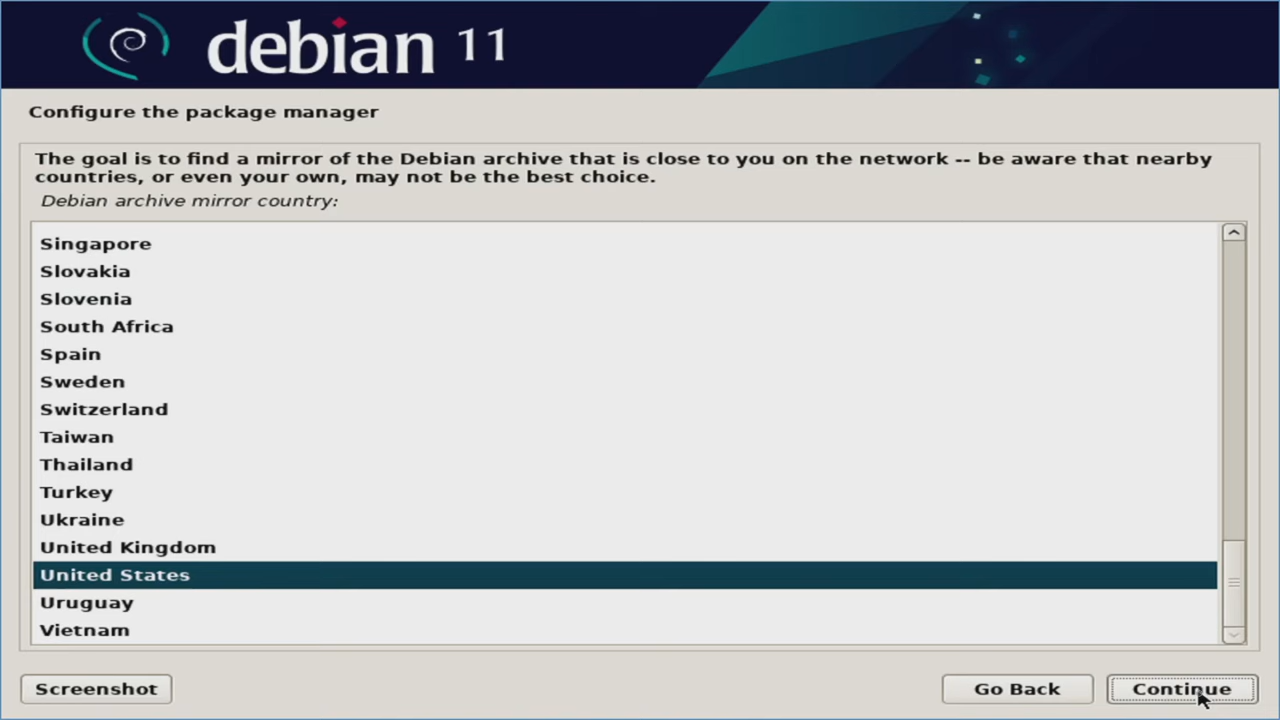 debian 11
Configure the package manager
The goal is to find a mirror of the Debian archive that is close to you on the network -- be aware that nearby
countries, or even your own, may not be the best choice.
Debian archive mirror country:
Singapore
Slovakia
Slovenia
South Africa
Spain
Sweden
Switzerland
Taiwan
Thailand
Turkey
Ukraine
United Kingdom
United States
Uruguay
Vietnam
Screenshot
Go Back
Continue